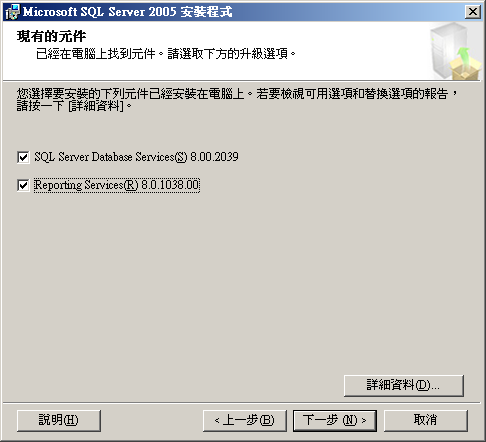 Microsoft SQL Server 2005 安裝程式
現有的元件
已經在電腦上找到元件。請選取下方的升級選項。
您選擇要安裝的下列元件已經安裝在電腦上。若要檢視可用選項和替換選項的報告，
請按一下 [詳細資料]。
SQL Server Database Services(S) 8.00.2039
Reporting Services(R) 8.0.1038.00
詳細資料(D)...
說明(H)
< 上一步(B)
下一步 (N) >
取消